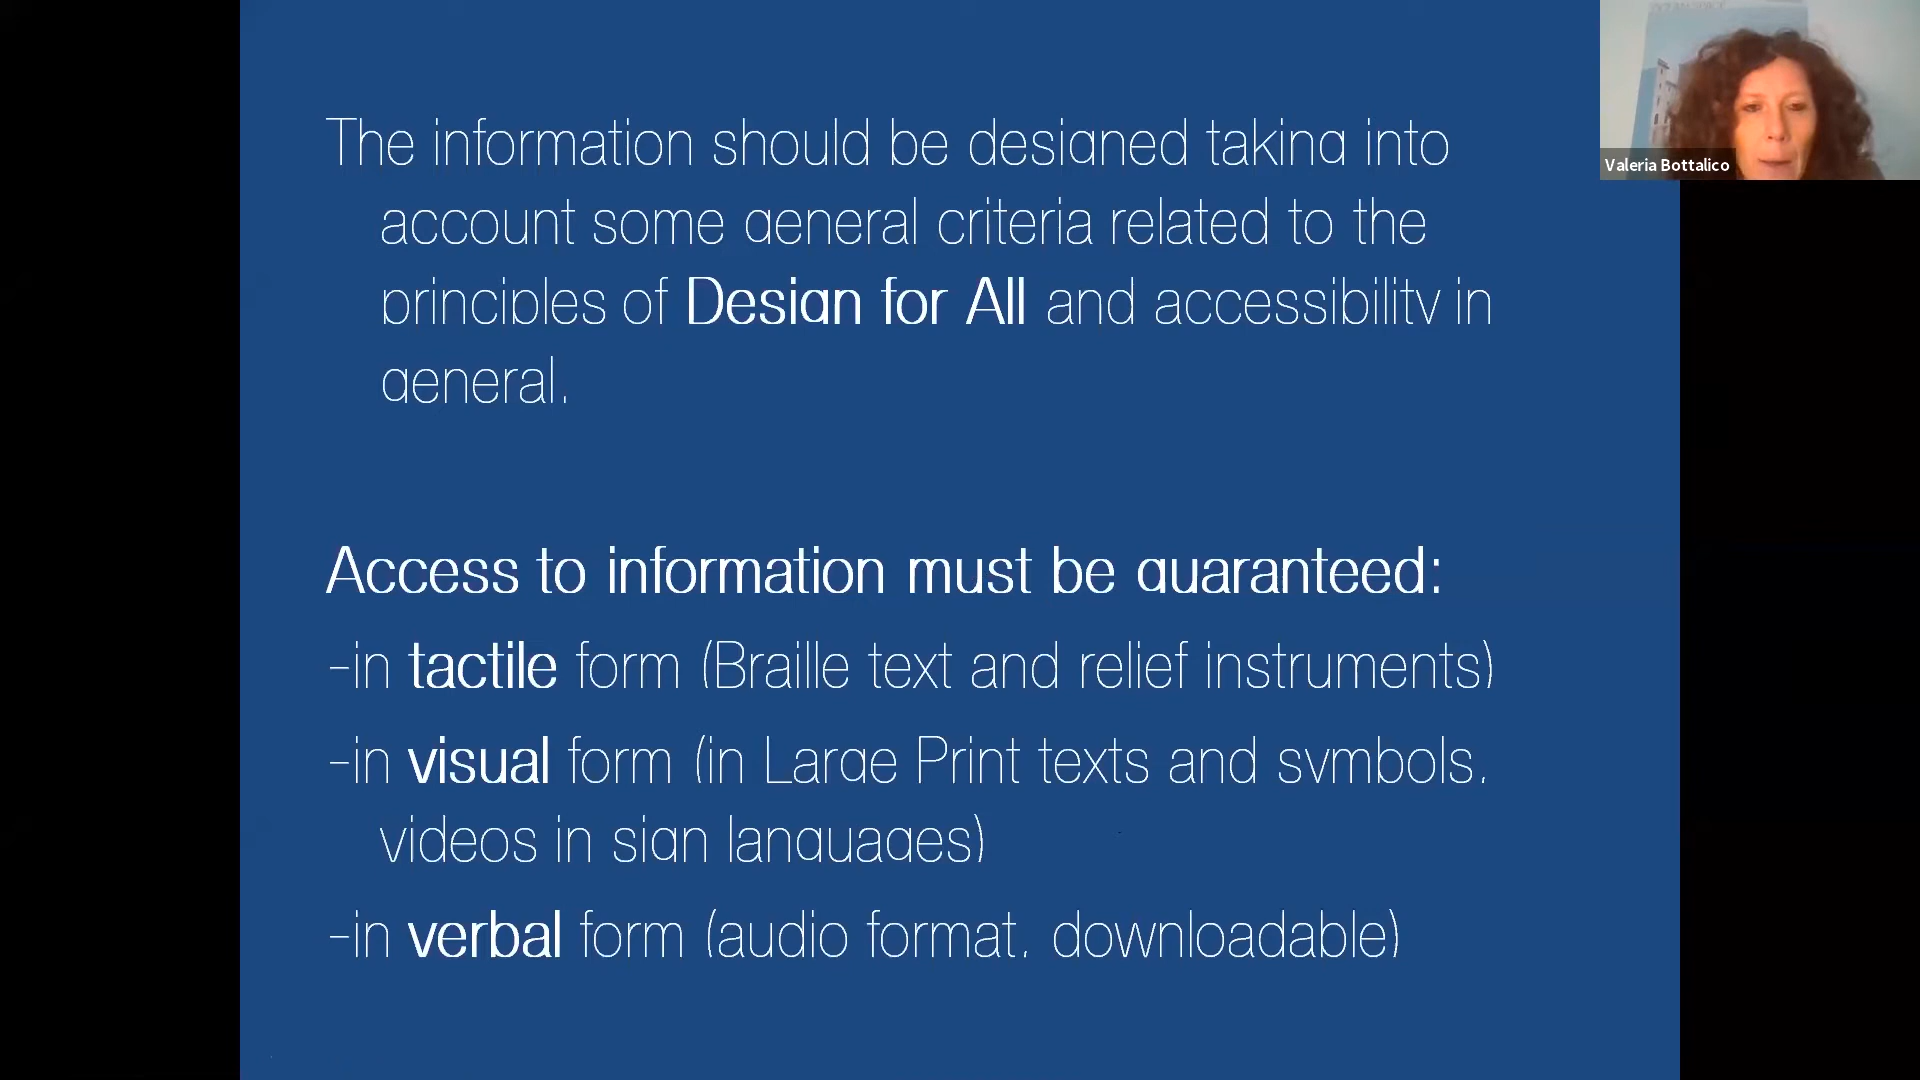 The information should be designed taking into
account some general criteria related to the
principles of Design for All and accessibility in
general.
Access to information must be guaranteed:
-in tactile form (Braille text and relief instruments)
-in visual form (in Large Print texts and symbols,
videos in sign languages)
-in verbal form (audio format, downloadable)
Valeria Bottalico